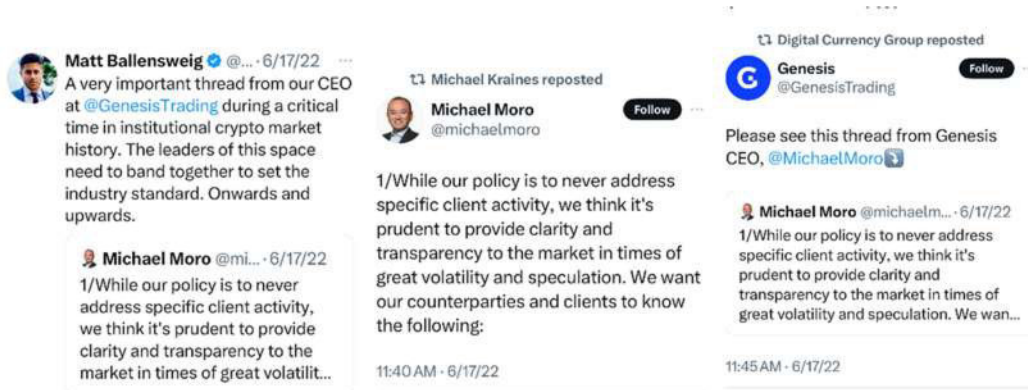 Matt Ballensweig @... · 6/17/22 ...
A very important thread from our CEO
at @GenesisTrading during a critical
time in institutional crypto market
history. The leaders of this space
need to band together to set the
industry standard. Onwards and
upwards.
Michael Moro @mi... · 6/17/22
1/While our policy is to never
address specific client activity,
we think it's prudent to provide
clarity and transparency to the
market in times of great volatilit...
Michael Kraines reposted
Michael Moro
@michaelmoro
Follow
...
1/While our policy is to never address
specific client activity, we think it's
prudent to provide clarity and
transparency to the market in times of
great volatility and speculation. We want
our counterparties and clients to know
the following:
11:40 AM · 6/17/22
Digital Currency Group reposted
G
Genesis
@GenesisTrading
Follow
Please see this thread from Genesis
CEO, @MichaelMoro⤵️
Michael Moro @michaelm... · 6/17/22
1/While our policy is to never address
specific client activity, we think it's
prudent to provide clarity and
transparency to the market in times of
great volatility and speculation. We wan...
11:45 AM · 6/17/22